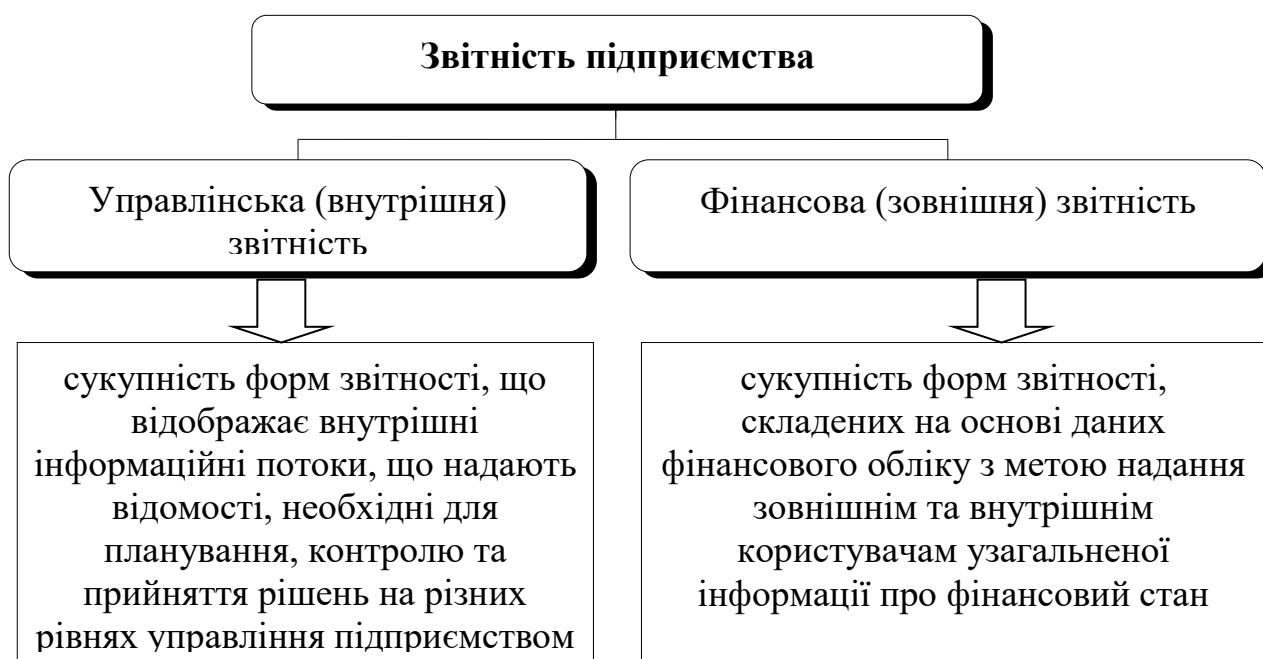 Звітність підприємства
Управлінська (внутрішня)
звітність
Фінансова (зовнішня) звітність
сукупність форм звітності, що
відображає внутрішні
інформаційні потоки, що надають
відомості, необхідні для
планування, контролю та
прийняття рішень на різних
рівнях управління підприємством
сукупність форм звітності,
складених на основі даних
фінансового обліку з метою надання
зовнішнім та внутрішнім
користувачам узагальненої
інформації про фінансовий стан